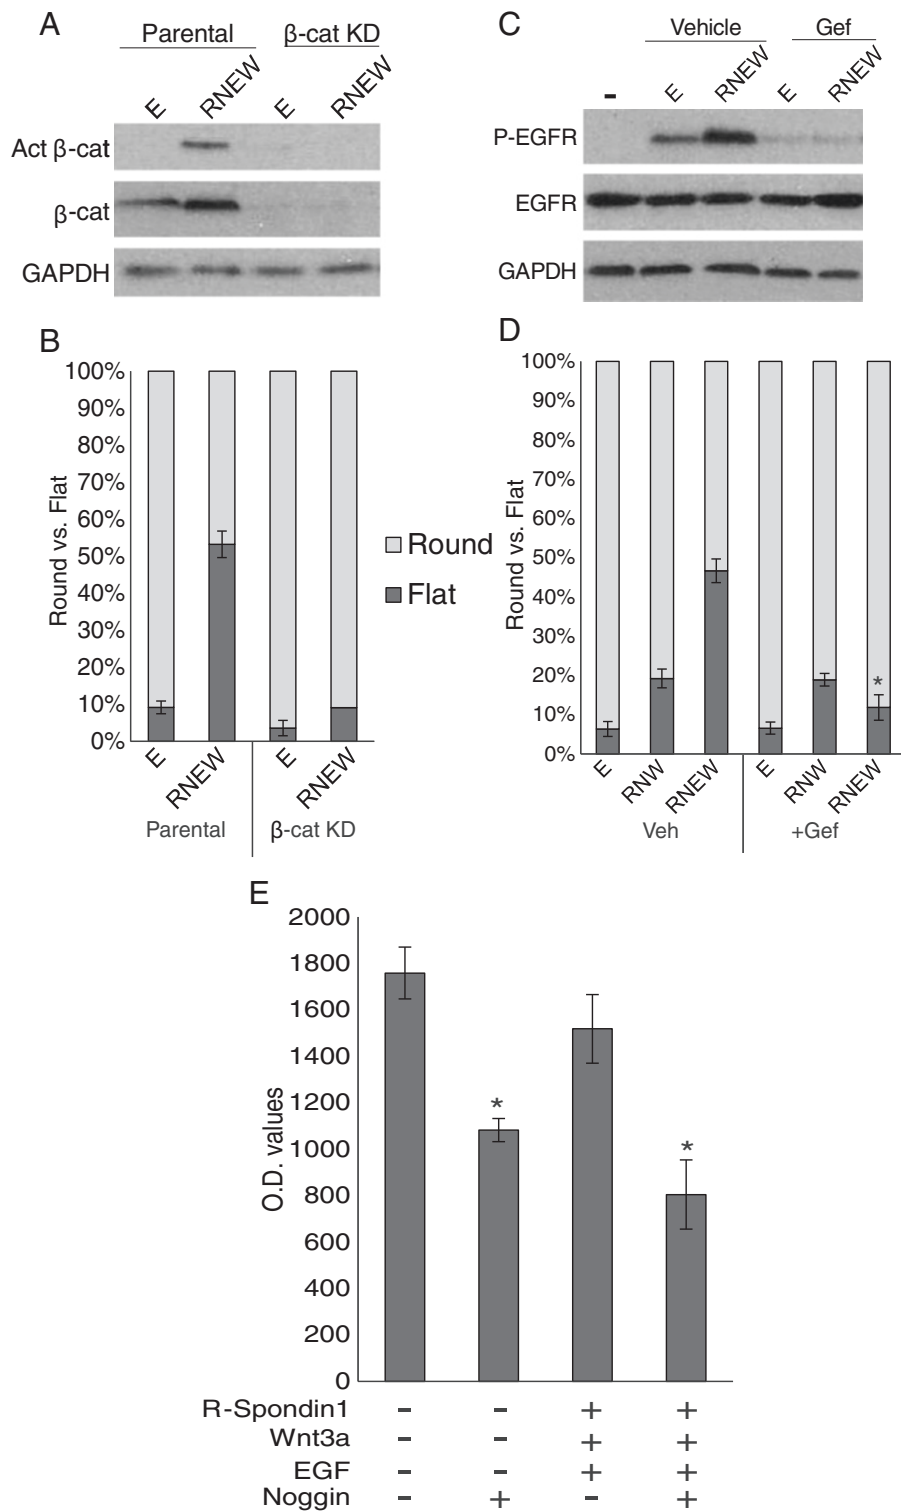 A
Parental β-cat KD
E RNEW E RNEW
Act β-cat
β-cat
GAPDH
C
Vehicle Gef
- E RNEW E RNEW
P-EGFR
EGFR
GAPDH
B
100%
90%
80%
70%
60%
50%
40%
30%
20%
10%
0%
Round vs. Flat
E RNEW E RNEW
Parental β-cat KD
Round
Flat
D
100%
90%
80%
70%
60%
50%
40%
30%
20%
10%
0%
Round vs. Flat
*
E RNW RNEW E RNW RNEW
Veh +Gef
E
2000
1800
1600
1400
1200
1000
800
600
400
200
0
O.D. values
* *
R-Spondin1 - - + +
Wnt3a - - + +
EGF - - + +
Noggin - + - +